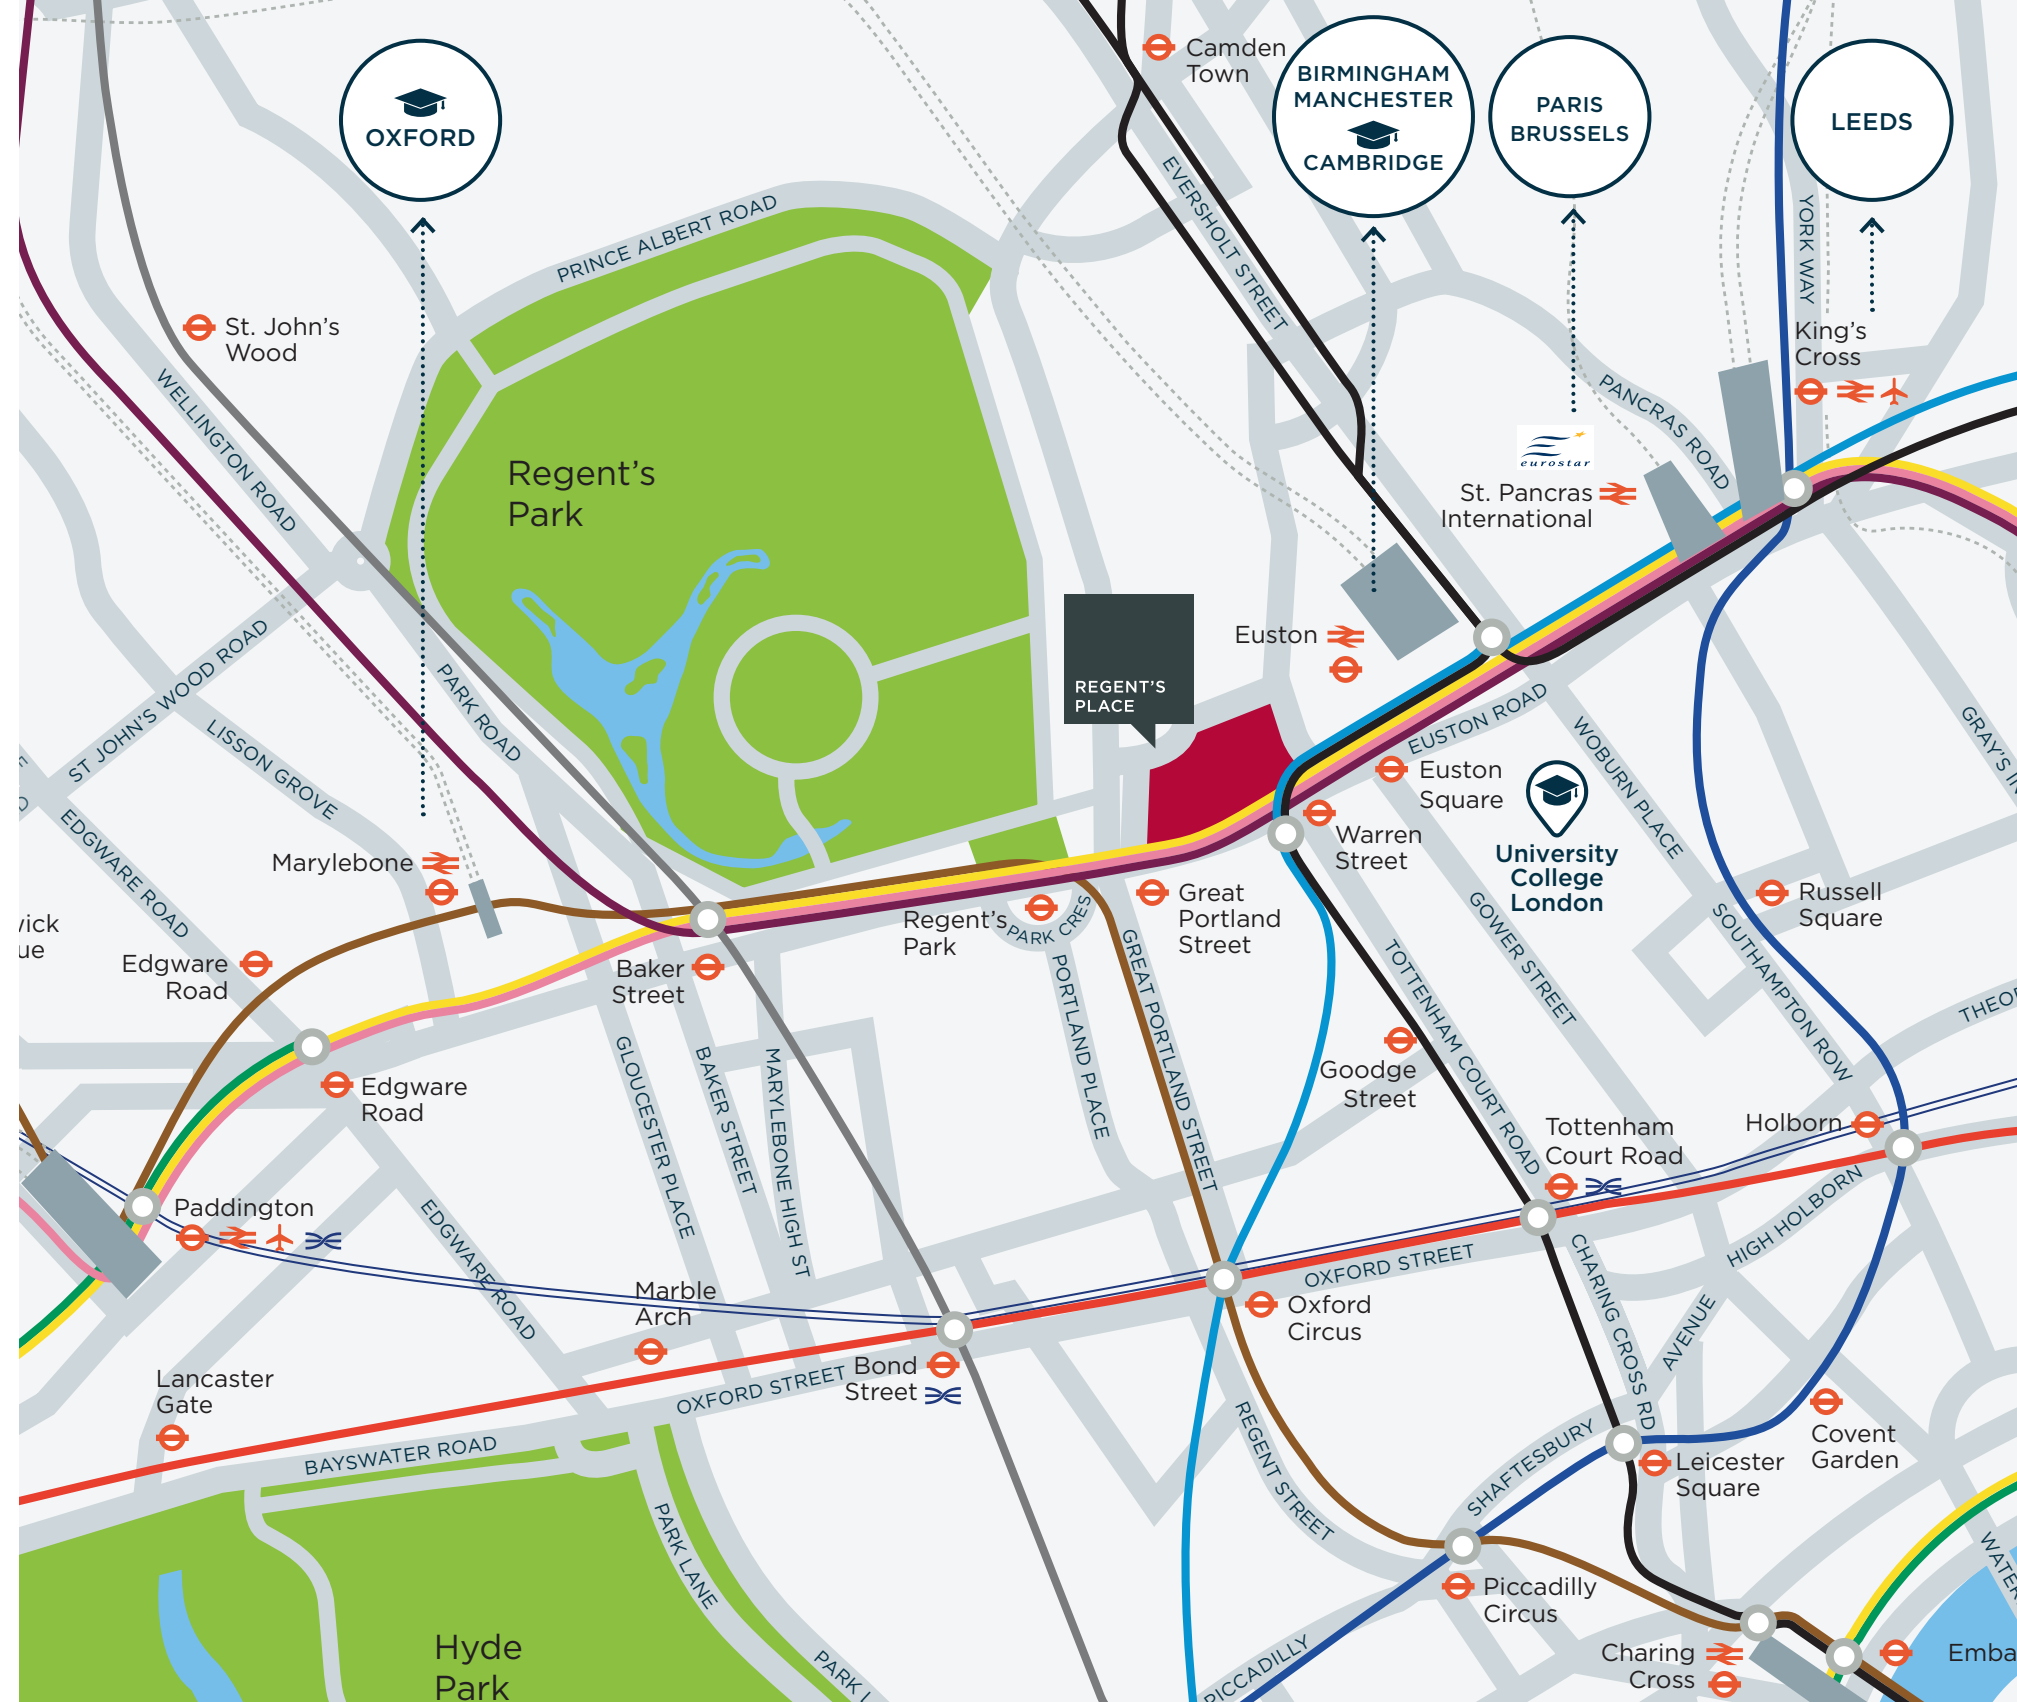 Camden
Town
OXFORD
BIRMINGHAM
MANCHESTER
CAMBRIDGE
PARIS
BRUSSELS
LEEDS
PRINCE ALBERT ROAD
EVERSHOLT STREET
YORK WAY
St. John's
Wood
King's
Cross
WELLINGTON ROAD
PANCRAS ROAD
Regent's
Park
eurostar
St. Pancras
International
ST JOHN'S WOOD ROAD
PARK ROAD
LISSON GROVE
REGENT'S
PLACE
Euston
EUSTON ROAD
WOBURN PLACE
GRAY'S IN
Euston
Square
University
College
London
EDGWARE ROAD
Marylebone
Warren
Street
Great
Portland
Street
Regent's
Park
PARK CRES
Russell
Square
GOWER STREET
SOUTHAMPTON ROW
THEO
wick
ue
Edgware
Road
Baker
Street
PORTLAND PLACE
GREAT PORTLAND STREET
TOTTENHAM COURT ROAD
Goodge
Street
Edgware
Road
GLOUCESTER PLACE
BAKER STREET
MARYLEBONE HIGH ST
Tottenham
Court Road
Holborn
HIGH HOLBORN
Paddington
EDGWARE ROAD
Marble
Arch
OXFORD STREET
Oxford
Circus
CHARING CROSS RD
AVENUE
Lancaster
Gate
OXFORD STREET
Bond
Street
BAYSWATER ROAD
REGENT STREET
SHAFTESBURY
Leicester
Square
Covent
Garden
PARK LANE
Piccadilly
Circus
WATER
Hyde
Park
PARK L
PICCADILLY
Charing
Cross
Emba